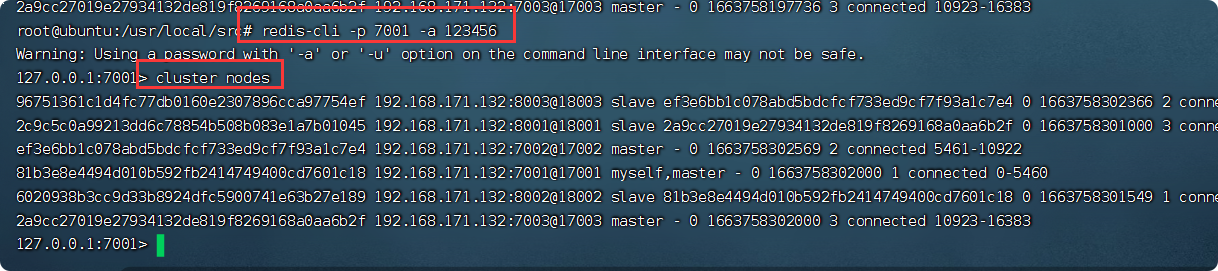 2a9cc27019e27934132de819f8269168a0aa6b2f 192.168.171.132:7003@17003 master - 0 1663758197736 3 connected 10923-16383
root@ubuntu:/usr/local/src# redis-cli -p 7001 -a 123456
Warning: Using a password with '-a' or '-u' option on the command line interface may not be safe.
127.0.0.1:7001> cluster nodes
96751361c1d4fc77db0160e2307896cca97754ef 192.168.171.132:8003@18003 slave ef3e6bb1c078abd5bdcfcf733ed9cf7f93a1c7e4 0 1663758302366 2 conne
2c9c5c0a99213dd6c78854b508b083e1a7b01045 192.168.171.132:8001@18001 slave 2a9cc27019e27934132de819f8269168a0aa6b2f 0 1663758301000 3 conne
ef3e6bb1c078abd5bdcfcf733ed9cf7f93a1c7e4 192.168.171.132:7002@17002 master - 0 1663758302569 2 connected 5461-10922
81b3e8e4494d010b592fb2414749400cd7601c18 192.168.171.132:7001@17001 myself,master - 0 1663758302000 1 connected 0-5460
6020938b3cc9d33b8924dfc5900741e63b27e189 192.168.171.132:8002@18002 slave 81b3e8e4494d010b592fb2414749400cd7601c18 0 1663758301549 1 conne
2a9cc27019e27934132de819f8269168a0aa6b2f 192.168.171.132:7003@17003 master - 0 1663758302000 3 connected 10923-16383
127.0.0.1:7001>